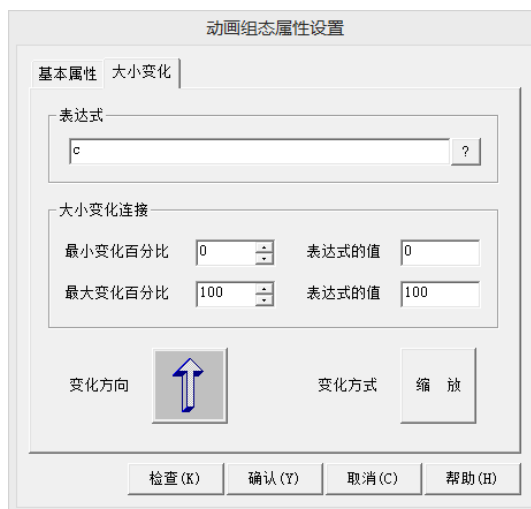 动画组态属性设置
基本属性 大小变化
表达式
c ?
大小变化连接
最小变化百分比 0 表达式的值 0
最大变化百分比 100 表达式的值 100
变化方向 变化方式 缩 放
检查(K) 确认(Y) 取消(C) 帮助(H)